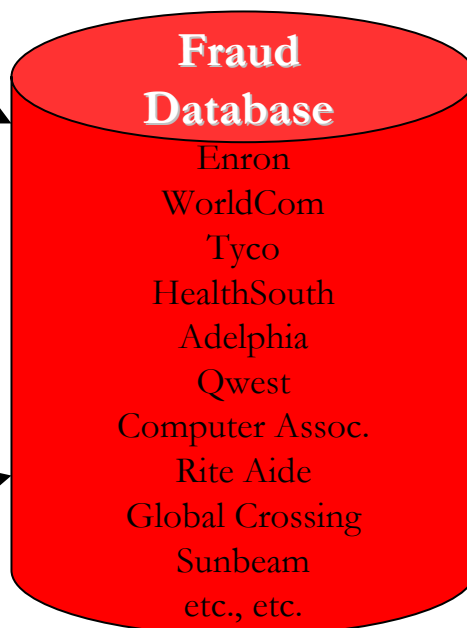 Fraud
Database
Enron
WorldCom
Tyco
HealthSouth
Adelphia
Qwest
Computer Assoc.
Rite Aide
Global Crossing
Sunbeam
etc., etc.